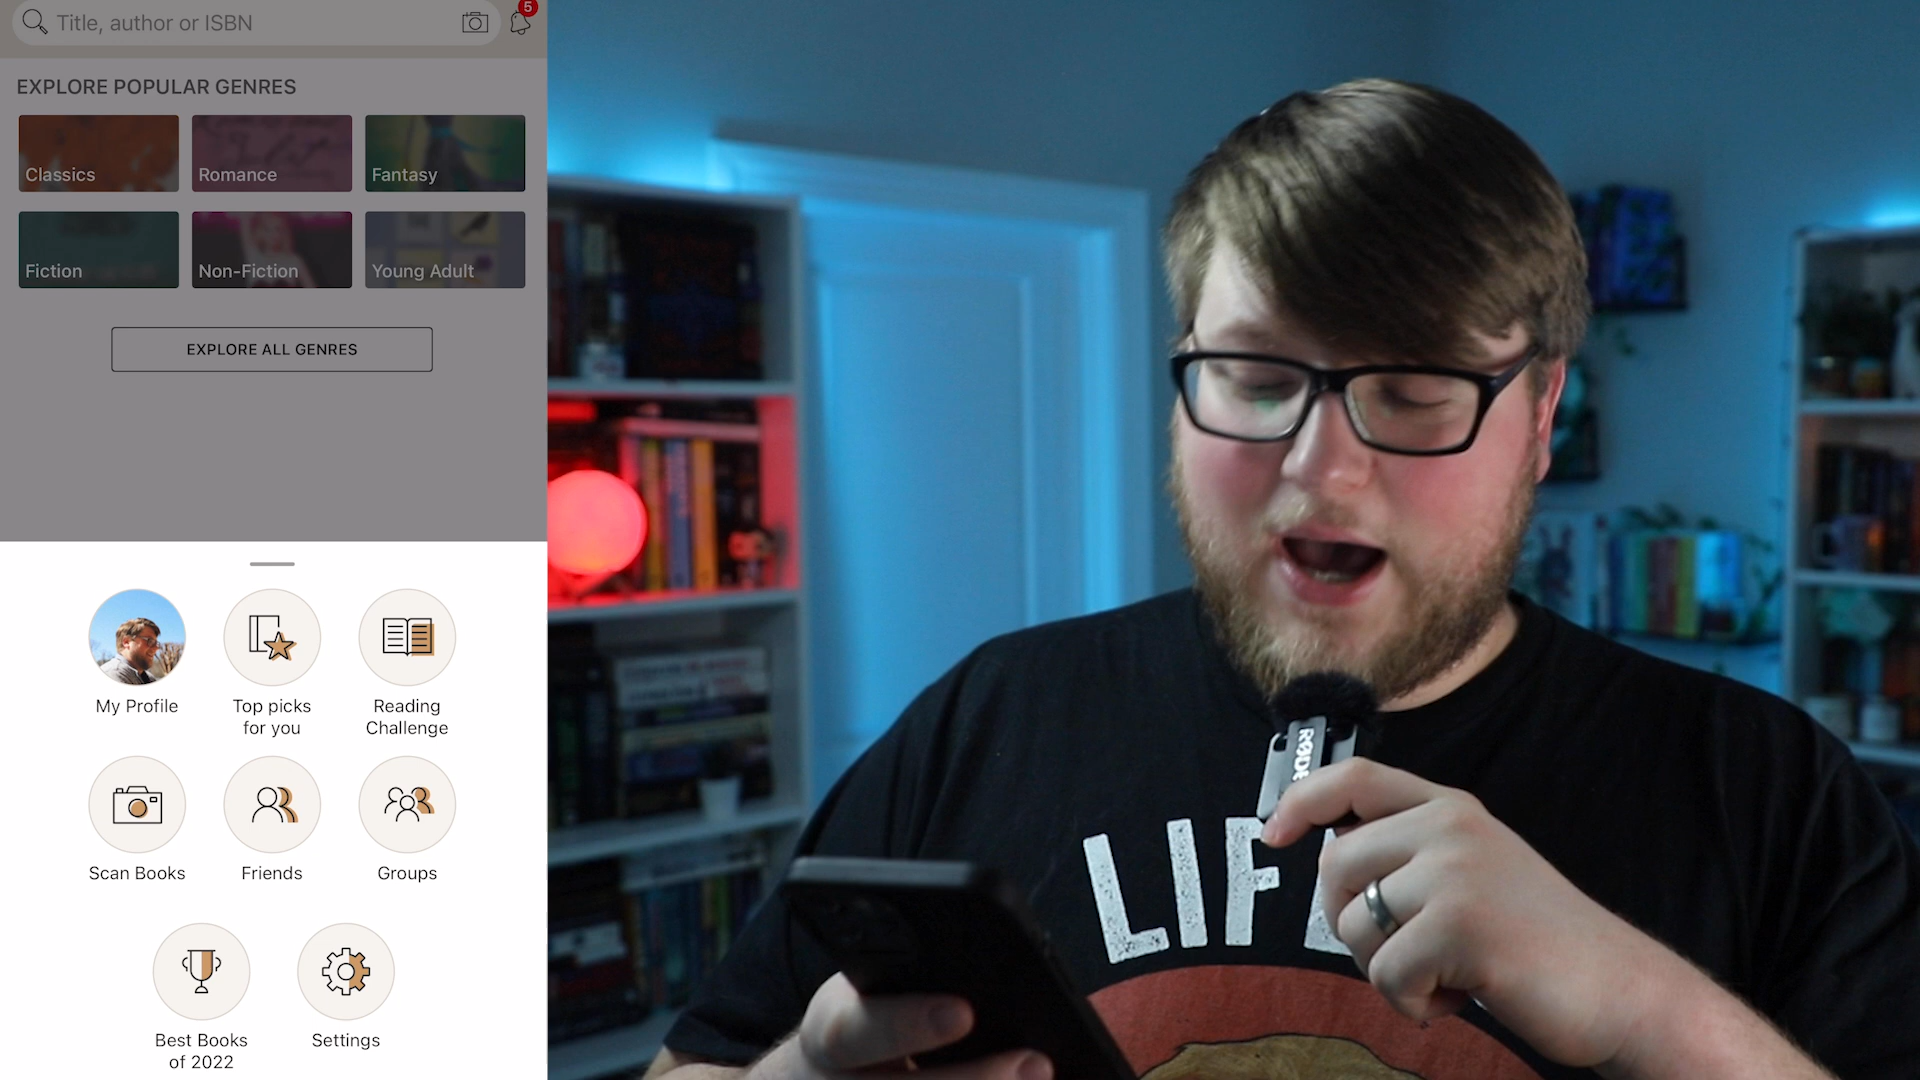 Title, author or ISBN
5
EXPLORE POPULAR GENRES
Classics
Romance
Fantasy
Fiction
Non-Fiction
Young Adult
EXPLORE ALL GENRES
My Profile
Top picks
for you
Reading
Challenge
Scan Books
Friends
Groups
Best Books
of 2022
Settings
RØDE
LIFE